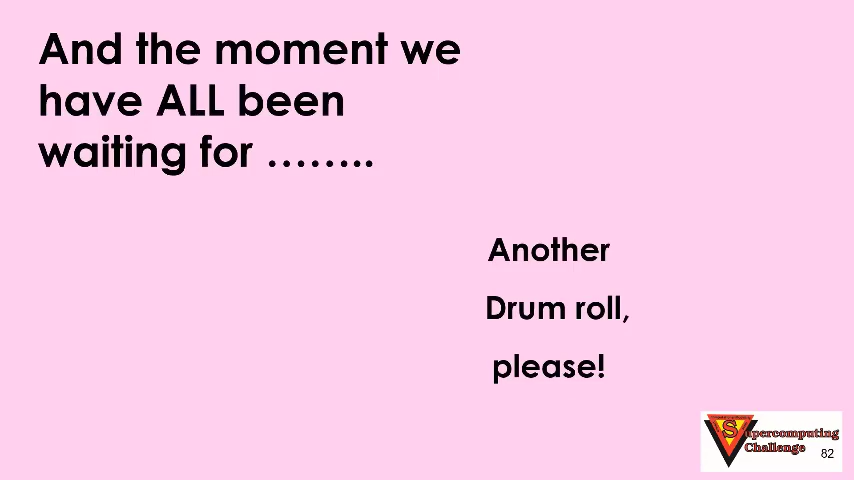 And the moment we
have ALL been
waiting for ........
Another
Drum roll,
please!
Supercomputing
Challenge
82